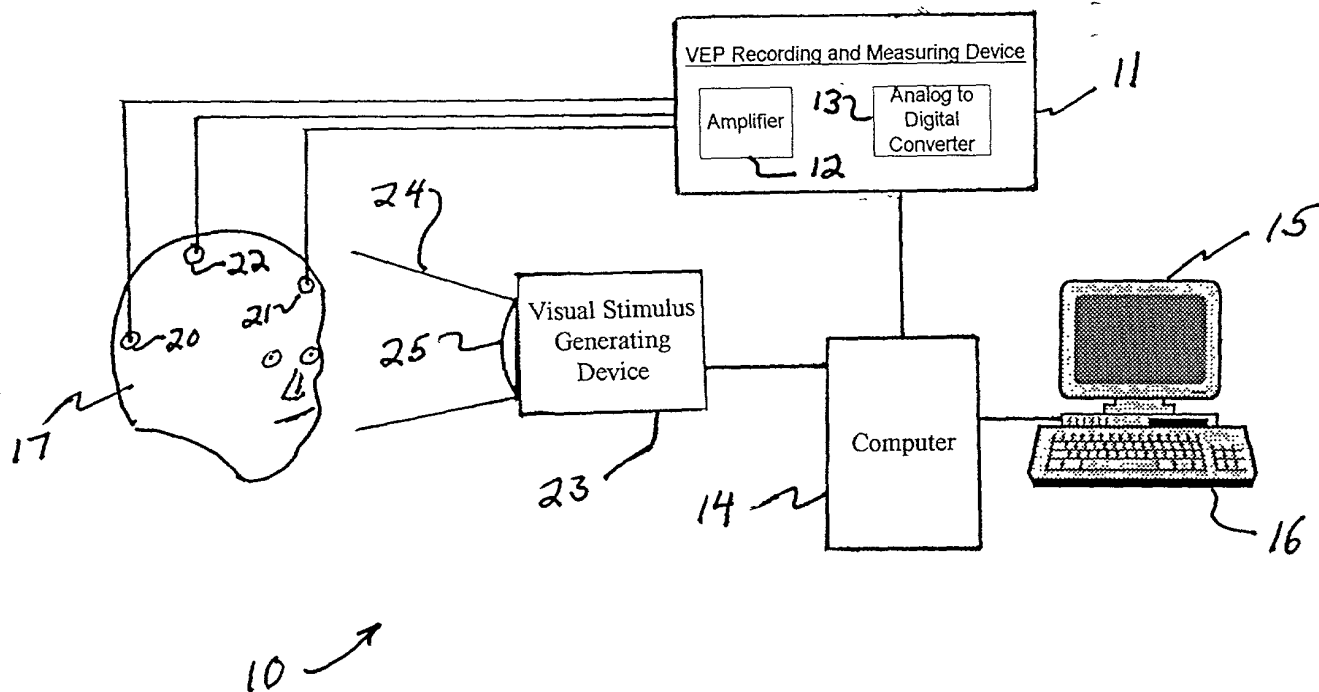 VEP Recording and Measuring Device
11
Amplifier
12
13
Analog to
Digital
Converter
24
22
21
20
25
Visual Stimulus
Generating
Device
15
17
23
14
Computer
16
10